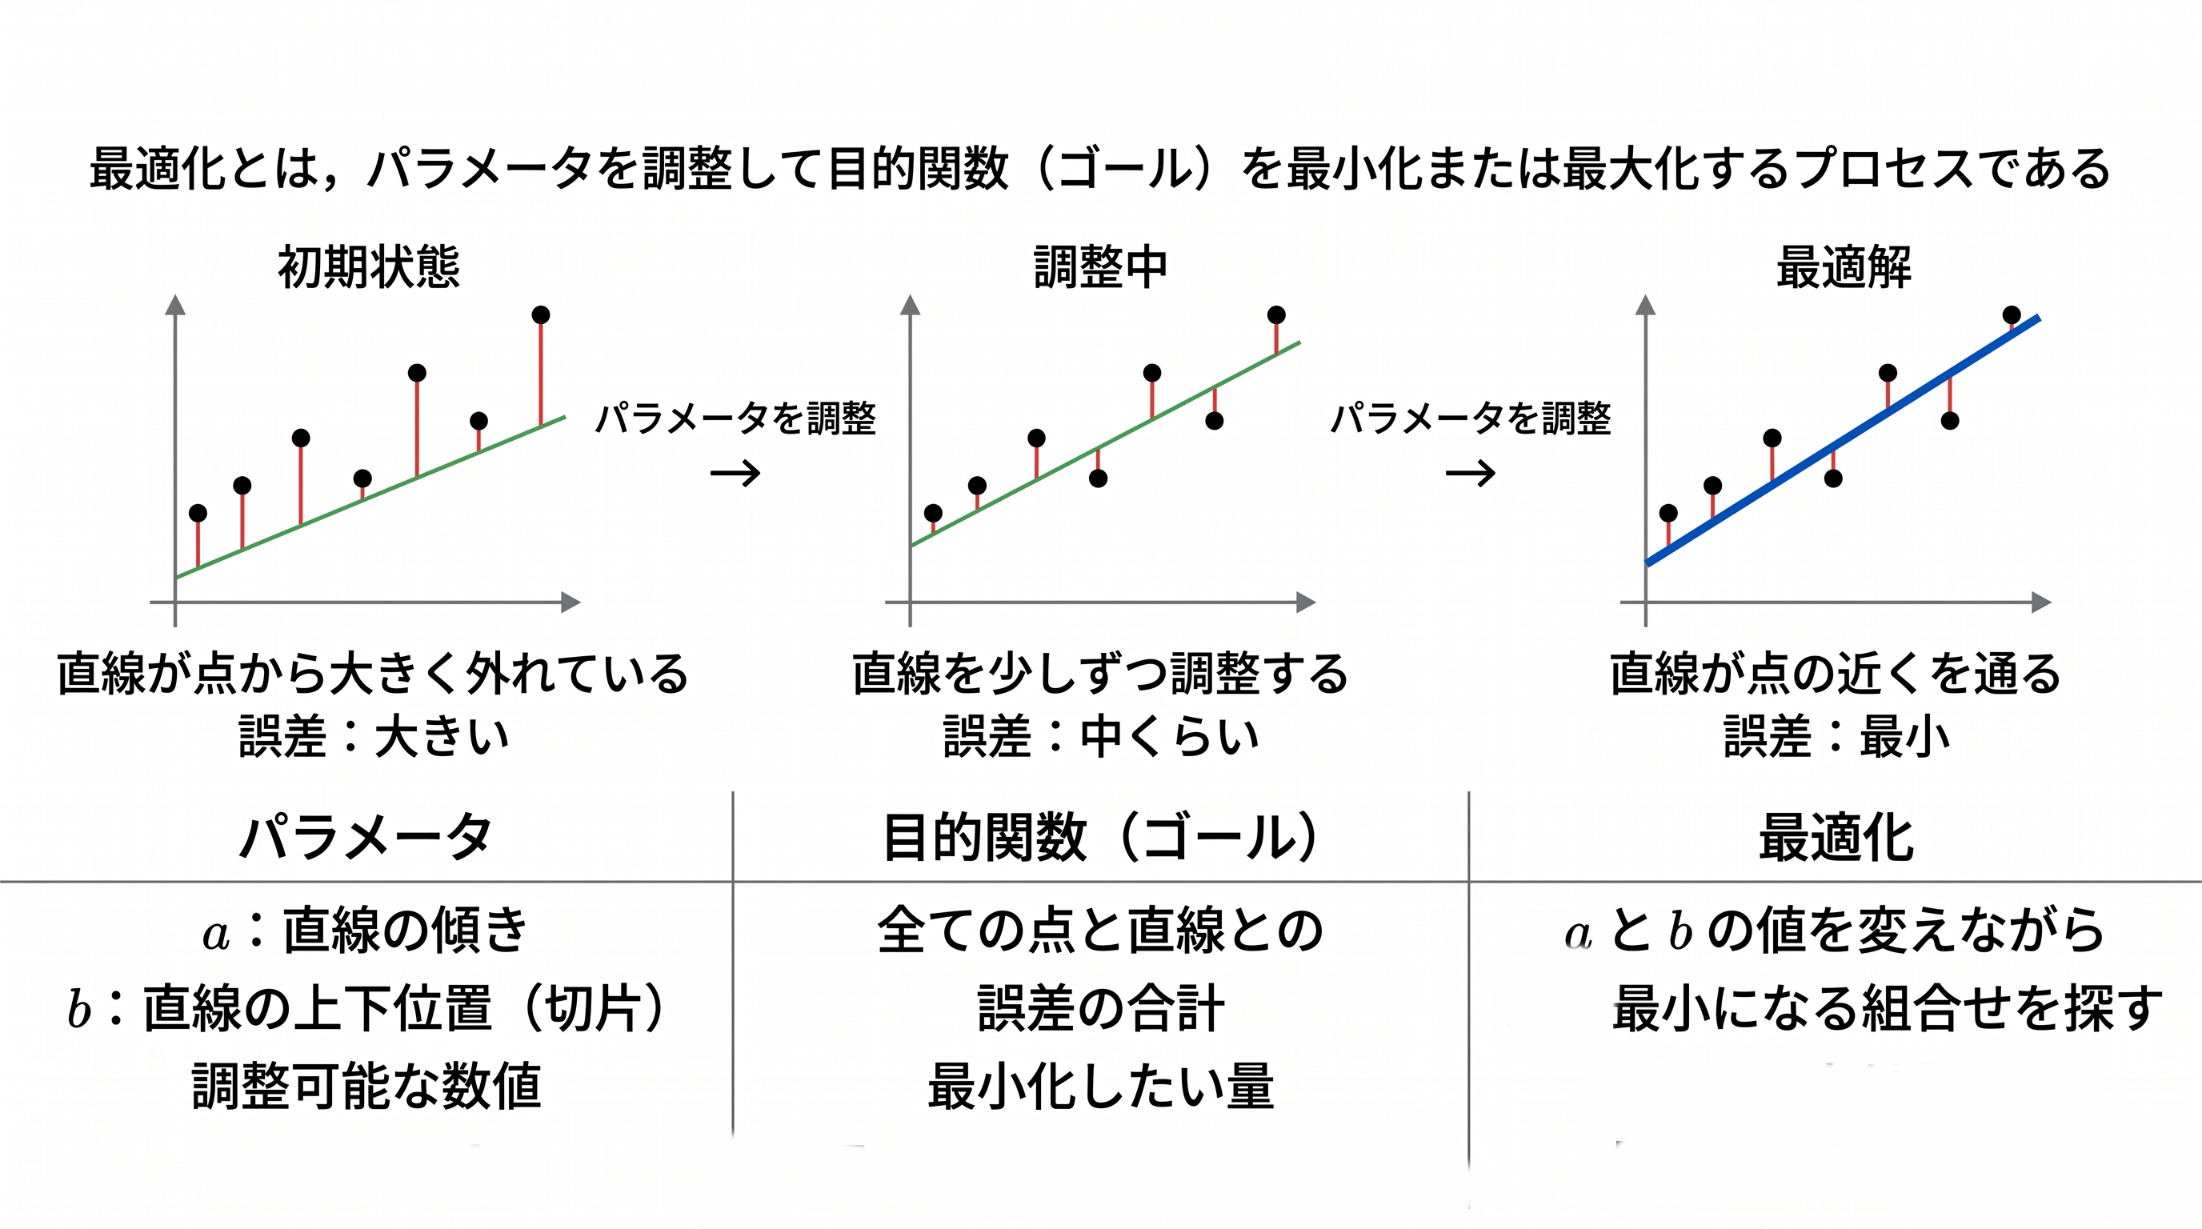 最適化とは，パラメータを調整して目的関数（ゴール）を最小化または最大化するプロセスである
初期状態
調整中
最適解
パラメータを調整
→
パラメータを調整
→
直線が点から大きく外れている
誤差：大きい
直線を少しずつ調整する
誤差：中くらい
直線が点の近くを通る
誤差：最小
パラメータ
a：直線の傾き
b：直線の上下位置（切片）
調整可能な数値
目的関数（ゴール）
全ての点と直線との
誤差の合計
最小化したい量
最適化
a と b の値を変えながら
最小になる組合せを探す